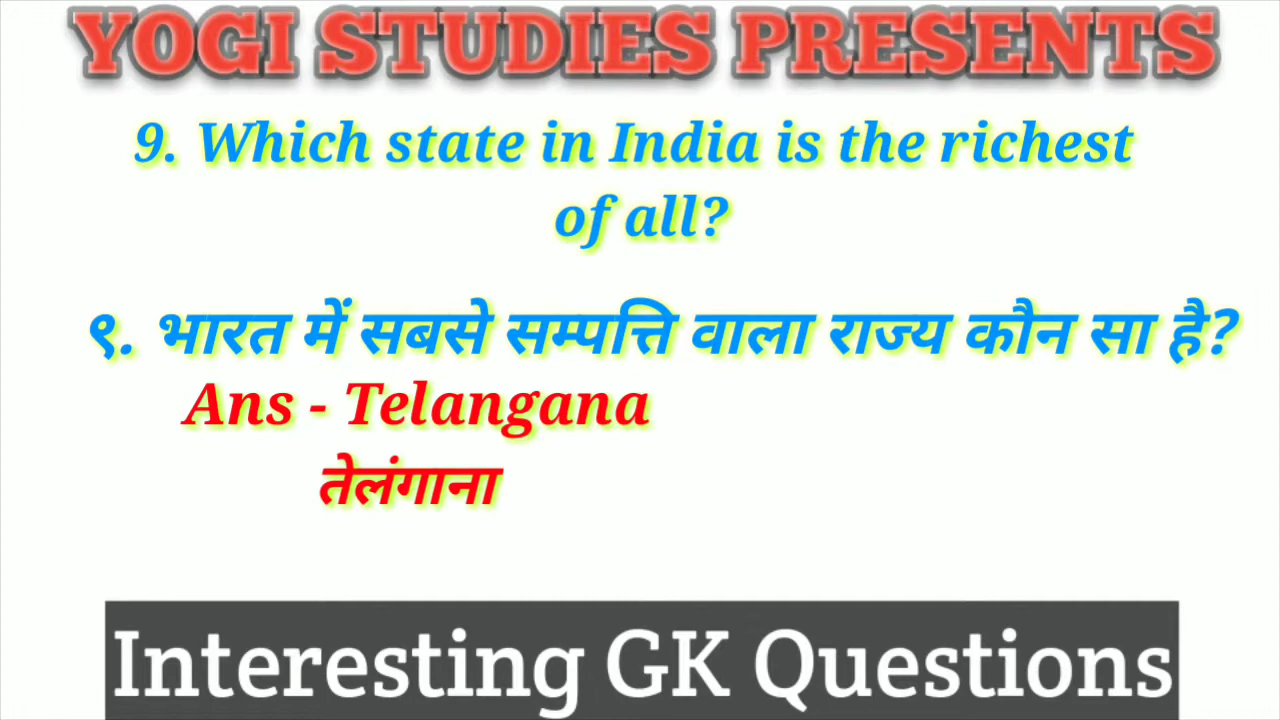 YOGI STUDIES PRESENTS
9. Which state in India is the richest
of all?
९. भारत में सबसे सम्पत्ति वाला राज्य कौन सा है?
Ans - Telangana
तेलंगाना
Interesting GK Questions